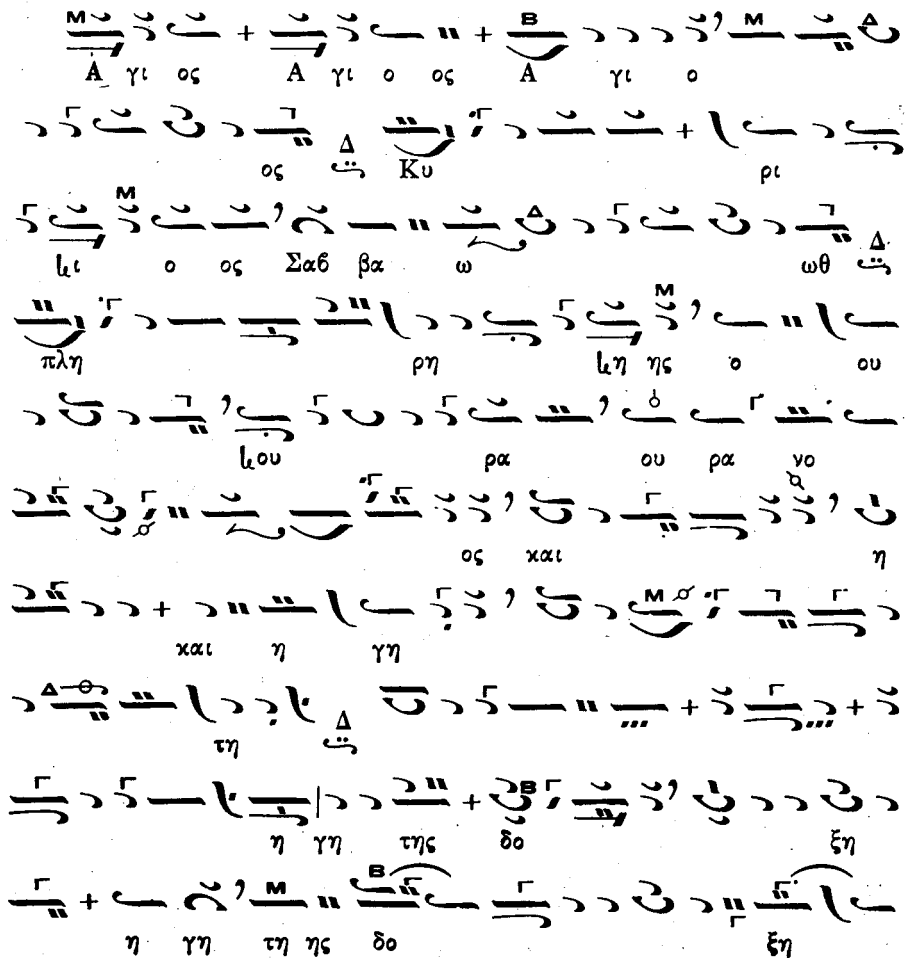 Α γι ος Α γι ο ος Α γι ο
ος Κυ ρι
ι ο ος Σαβ βα ω ωθ
πλη ρη η ης ο ου
ου ρα ου ρα νο
ος και η
και η γη
τη
η γη της δο ξη
η γη τη ης δο ξη